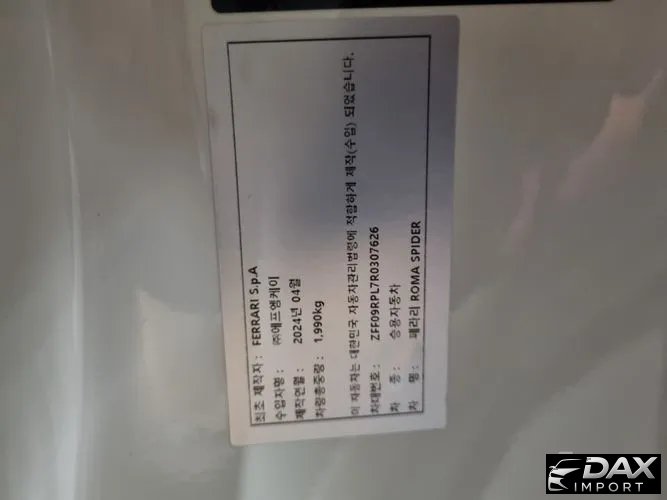 최초 제작자 : FERRARI S.p.A
수입자명 : ㈜에프엠케이
제작연월 : 2024년 04월
차량총중량 : 1,990kg
이 자동차는 대한민국 자동차관리법령에 적합하게 제작(수입) 되었습니다.
차대번호 : ZFF09RPL7R0307626
차 종 : 승용자동차
차 명 : 페라리 ROMA SPIDER
DAX
IMPORT